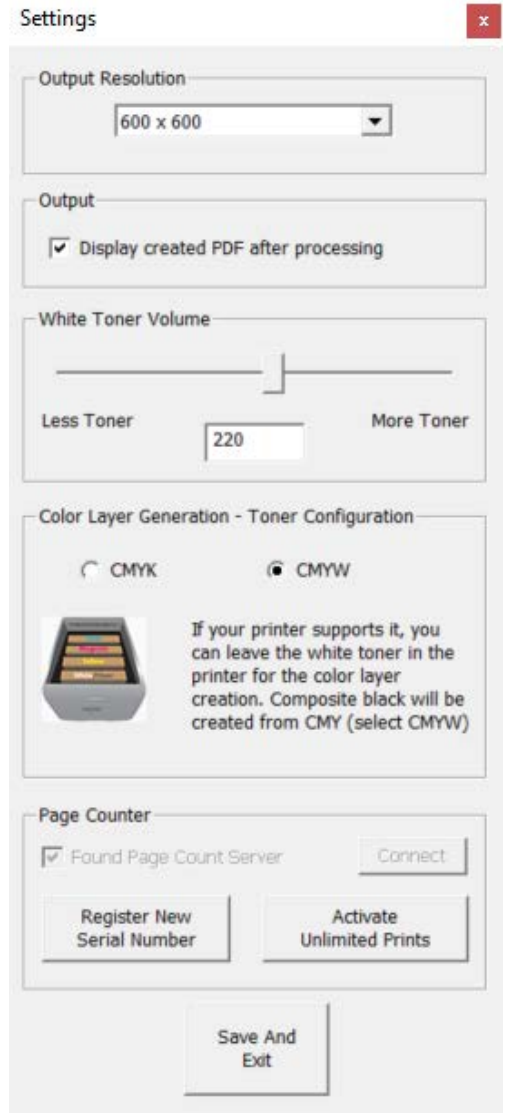 Settings
x
Output Resolution
600 x 600
Output
Display created PDF after processing
White Toner Volume
Less Toner
More Toner
220
Color Layer Generation - Toner Configuration
CMYK
CMYW
If your printer supports it, you
can leave the white toner in the
printer for the color layer
creation. Composite black will be
created from CMY (select CMYW)
Page Counter
Found Page Count Server
Connect
Register New
Serial Number
Activate
Unlimited Prints
Save And
Exit